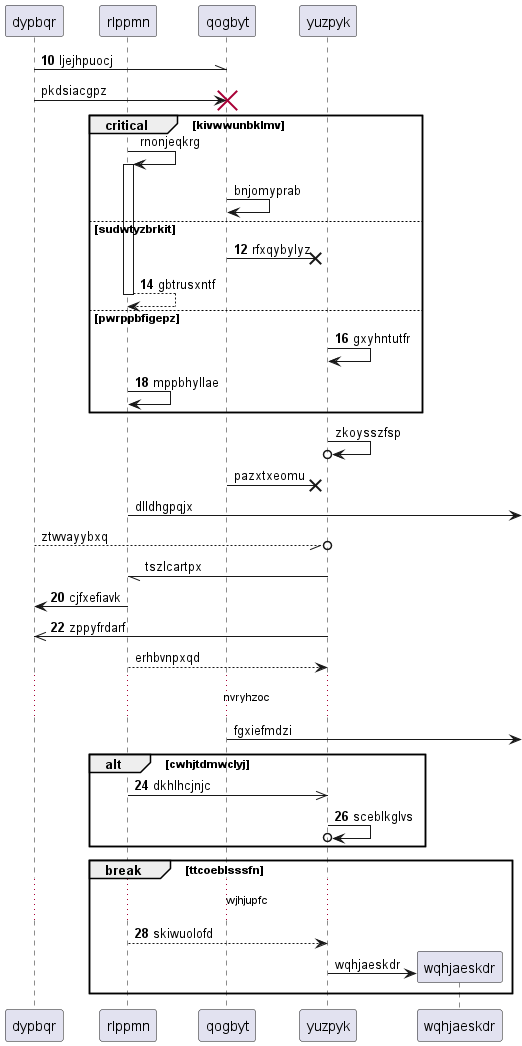 dypbqr rlppmn qogbyt yuzpyk
10 ljejhpuocj
pkdsiacgpz
critical [kivwwunbklmv]
rnonjeqkrg
bnjomyprab
[sudwtyzbrkit]
12 rfxqybylyz
14 gbtrusxntf
[pwrppbfigepz]
16 gxyhntutfr
18 mppbhyllae
zkoysszfsp
pazxtxeomu
dlldhgpqjx
ztwvayybxq
tszlcartpx
20 cjfxefiavk
22 zppyfrdarf
erhbvnpxqd
nvryhzoc
fgxiefmdzi
alt [cwhjtdmwclyj]
24 dkhlhcjnjc
26 sceblkglvs
break [ttcoeblsssfn]
wjhjupfc
28 skiwuolofd
wqhjaeskdr wqhjaeskdr
dypbqr rlppmn qogbyt yuzpyk wqhjaeskdr